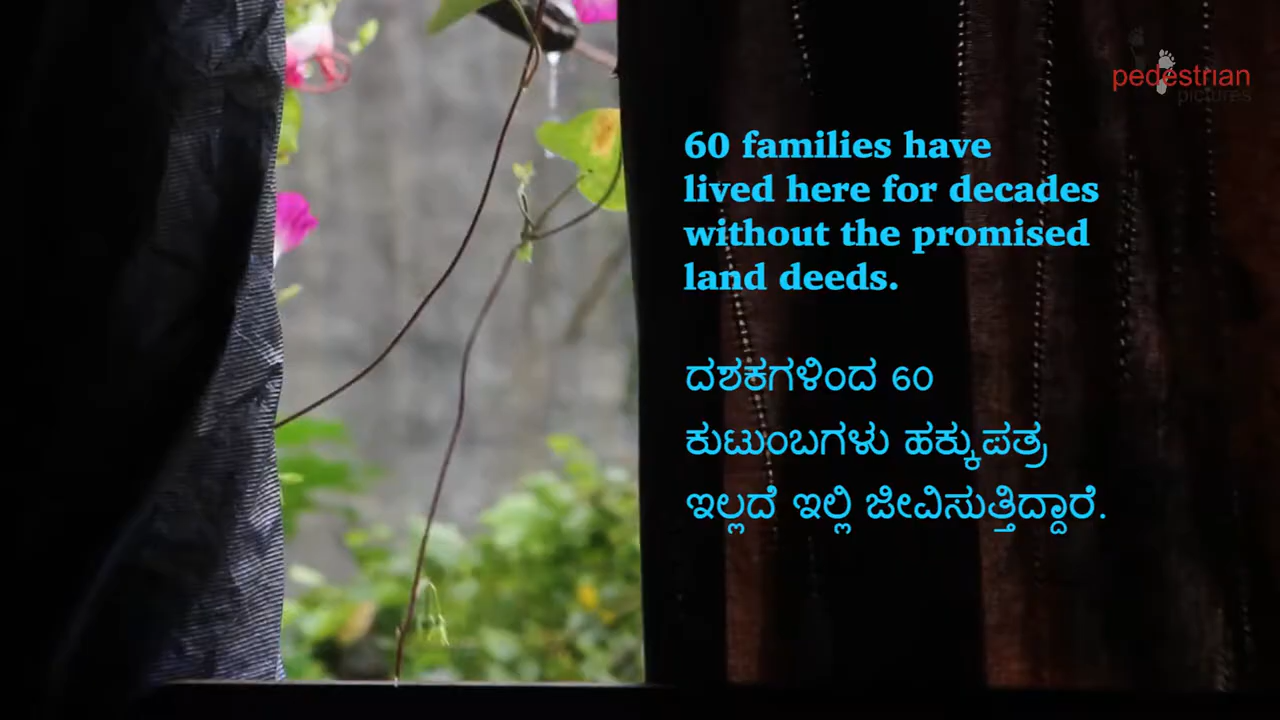 pedestrian
pictures
60 families have
lived here for decades
without the promised
land deeds.
ದಶಕಗಳಿಂದ 60
ಕುಟುಂಬಗಳು ಹಕ್ಕುಪತ್ರ
ಇಲ್ಲದೆ ಇಲ್ಲಿ ಜೀವಿಸುತ್ತಿದ್ದಾರೆ.